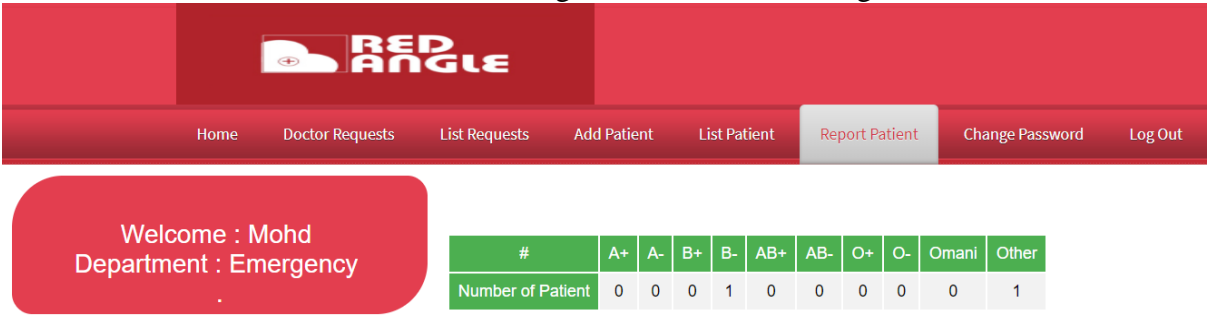 RED
ANGLE
Home Doctor Requests List Requests Add Patient List Patient Report Patient Change Password Log Out
Welcome : Mohd
Department : Emergency
.
# A+ A- B+ B- AB+ AB- O+ O- Omani Other
Number of Patient 0 0 0 1 0 0 0 0 0 1